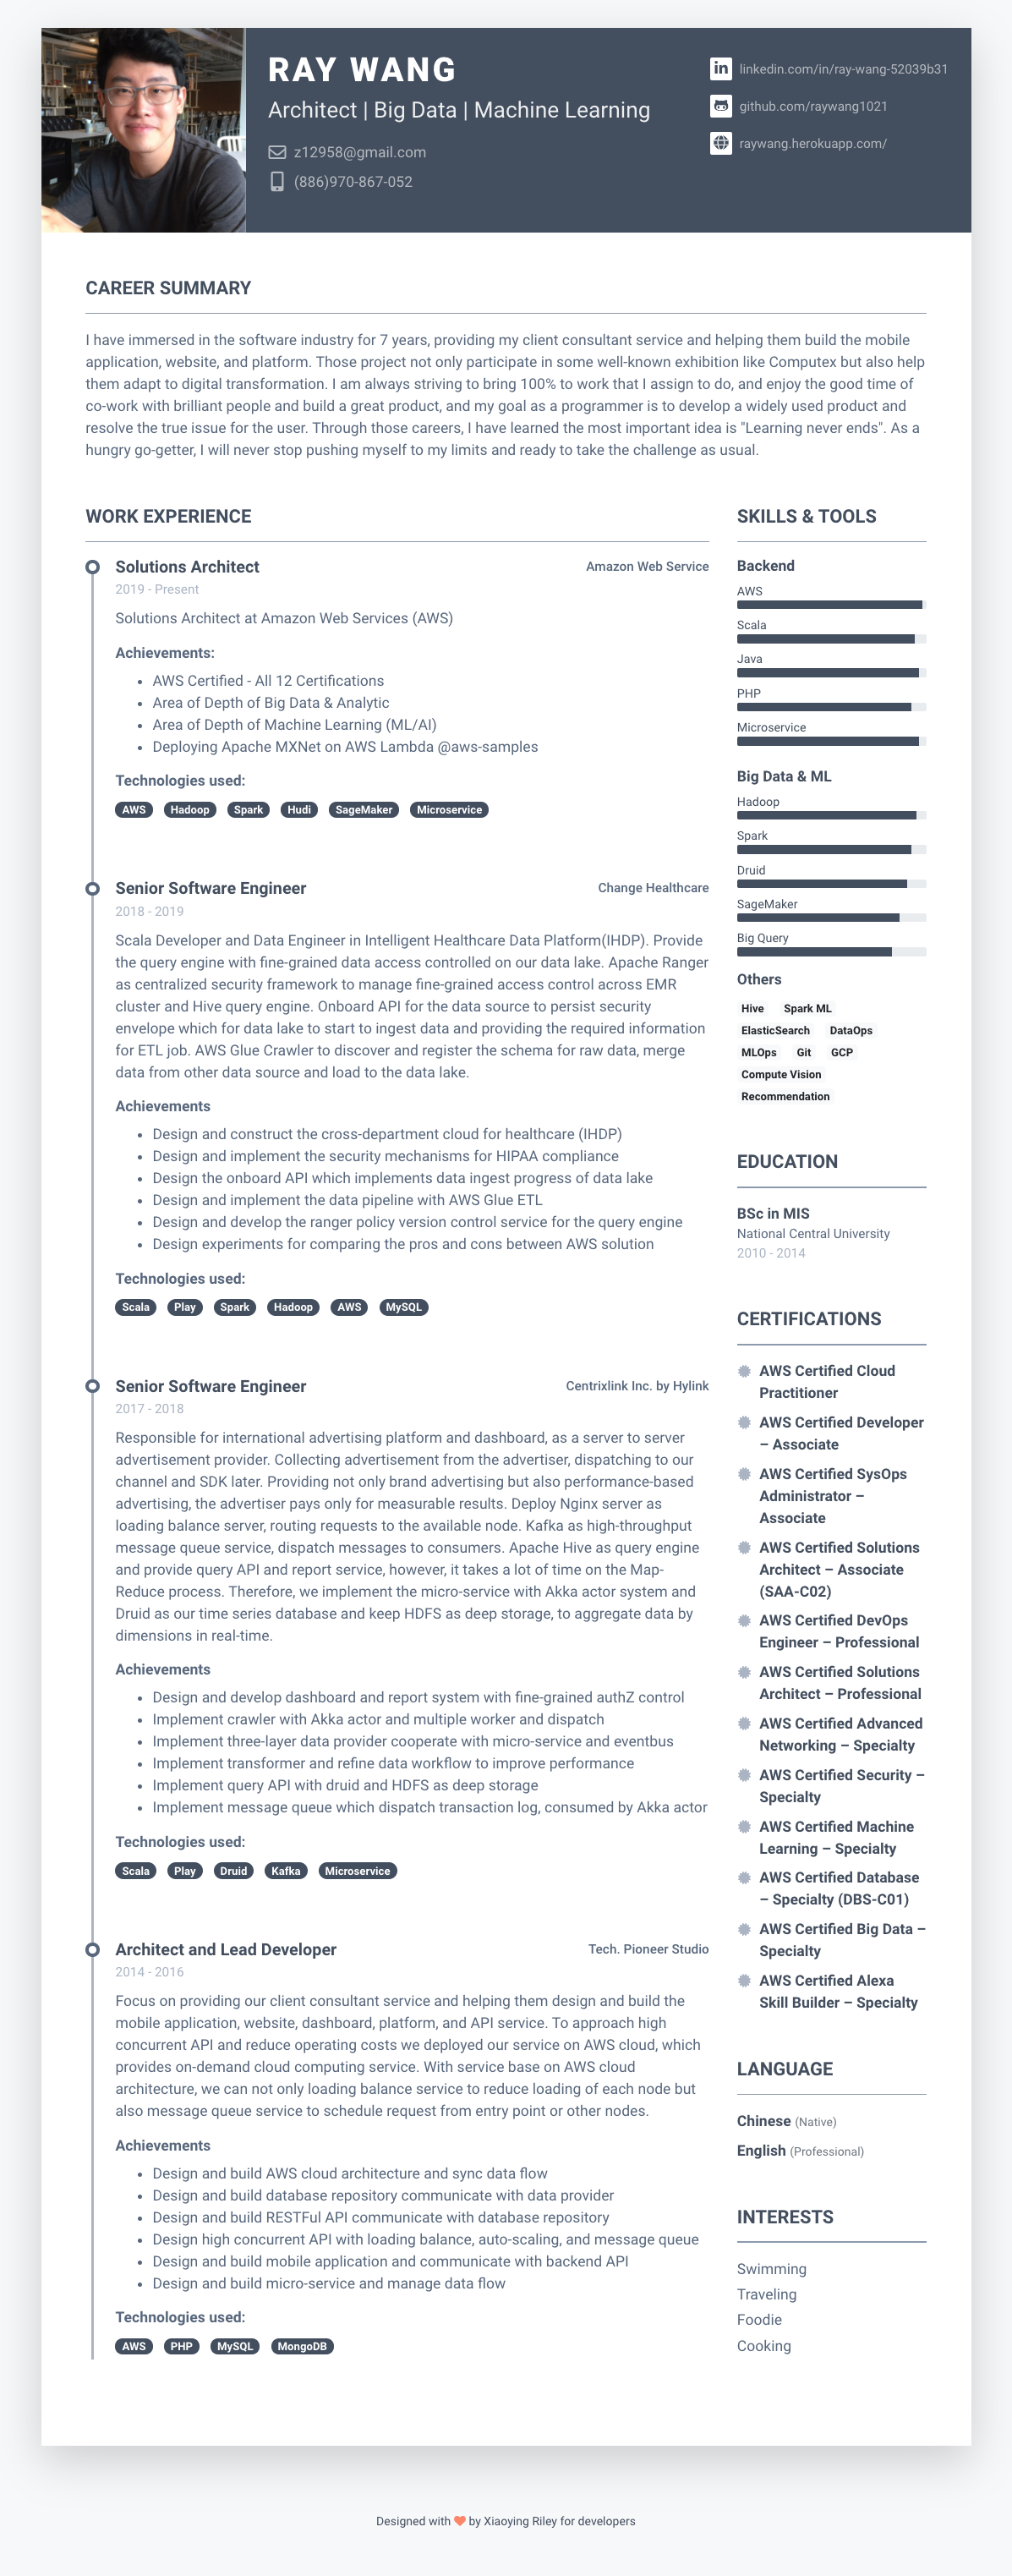 RAY WANG
Architect | Big Data | Machine Learning
z12958@gmail.com
(886)970-867-052
linkedin.com/in/ray-wang-52039b31
github.com/raywang1021
raywang.herokuapp.com/
CAREER SUMMARY
I have immersed in the software industry for 7 years, providing my client consultant service and helping them build the mobile
application, website, and platform. Those project not only participate in some well-known exhibition like Computex but also help
them adapt to digital transformation. I am always striving to bring 100% to work that I assign to do, and enjoy the good time of
co-work with brilliant people and build a great product, and my goal as a programmer is to develop a widely used product and
resolve the true issue for the user. Through those careers, I have learned the most important idea is "Learning never ends". As a
hungry go-getter, I will never stop pushing myself to my limits and ready to take the challenge as usual.
WORK EXPERIENCE
Solutions Architect
Amazon Web Service
2019 - Present
Solutions Architect at Amazon Web Services (AWS)
Achievements:
• AWS Certified - All 12 Certifications
• Area of Depth of Big Data & Analytic
• Area of Depth of Machine Learning (ML/AI)
• Deploying Apache MXNet on AWS Lambda @aws-samples
Technologies used:
AWS Hadoop Spark Hudi SageMaker Microservice
Senior Software Engineer
Change Healthcare
2018 - 2019
Scala Developer and Data Engineer in Intelligent Healthcare Data Platform(IHDP). Provide
the query engine with fine-grained data access controlled on our data lake. Apache Ranger
as centralized security framework to manage fine-grained access control across EMR
cluster and Hive query engine. Onboard API for the data source to persist security
envelope which for data lake to start to ingest data and providing the required information
for ETL job. AWS Glue Crawler to discover and register the schema for raw data, merge
data from other data source and load to the data lake.
Achievements
• Design and construct the cross-department cloud for healthcare (IHDP)
• Design and implement the security mechanisms for HIPAA compliance
• Design the onboard API which implements data ingest progress of data lake
• Design and implement the data pipeline with AWS Glue ETL
• Design and develop the ranger policy version control service for the query engine
• Design experiments for comparing the pros and cons between AWS solution
Technologies used:
Scala Play Spark Hadoop AWS MySQL
Senior Software Engineer
Centrixlink Inc. by Hylink
2017 - 2018
Responsible for international advertising platform and dashboard, as a server to server
advertisement provider. Collecting advertisement from the advertiser, dispatching to our
channel and SDK later. Providing not only brand advertising but also performance-based
advertising, the advertiser pays only for measurable results. Deploy Nginx server as
loading balance server, routing requests to the available node. Kafka as high-throughput
message queue service, dispatch messages to consumers. Apache Hive as query engine
and provide query API and report service, however, it takes a lot of time on the Map-
Reduce process. Therefore, we implement the micro-service with Akka actor system and
Druid as our time series database and keep HDFS as deep storage, to aggregate data by
dimensions in real-time.
Achievements
• Design and develop dashboard and report system with fine-grained authZ control
• Implement crawler with Akka actor and multiple worker and dispatch
• Implement three-layer data provider cooperate with micro-service and eventbus
• Implement transformer and refine data workflow to improve performance
• Implement query API with druid and HDFS as deep storage
• Implement message queue which dispatch transaction log, consumed by Akka actor
Technologies used:
Scala Play Druid Kafka Microservice
Architect and Lead Developer
Tech. Pioneer Studio
2014 - 2016
Focus on providing our client consultant service and helping them design and build the
mobile application, website, dashboard, platform, and API service. To approach high
concurrent API and reduce operating costs we deployed our service on AWS cloud, which
provides on-demand cloud computing service. With service base on AWS cloud
architecture, we can not only loading balance service to reduce loading of each node but
also message queue service to schedule request from entry point or other nodes.
Achievements
• Design and build AWS cloud architecture and sync data flow
• Design and build database repository communicate with data provider
• Design and build RESTFul API communicate with database repository
• Design high concurrent API with loading balance, auto-scaling, and message queue
• Design and build mobile application and communicate with backend API
• Design and build micro-service and manage data flow
Technologies used:
AWS PHP MySQL MongoDB
SKILLS & TOOLS
Backend
AWS
Scala
Java
PHP
Microservice
Big Data & ML
Hadoop
Spark
Druid
SageMaker
Big Query
Others
Hive Spark ML
ElasticSearch DataOps
MLOps Git GCP
Compute Vision
Recommendation
EDUCATION
BSc in MIS
National Central University
2010 - 2014
CERTIFICATIONS
AWS Certified Cloud
Practitioner
AWS Certified Developer
– Associate
AWS Certified SysOps
Administrator –
Associate
AWS Certified Solutions
Architect – Associate
(SAA-C02)
AWS Certified DevOps
Engineer – Professional
AWS Certified Solutions
Architect – Professional
AWS Certified Advanced
Networking – Specialty
AWS Certified Security –
Specialty
AWS Certified Machine
Learning – Specialty
AWS Certified Database
– Specialty (DBS-C01)
AWS Certified Big Data –
Specialty
AWS Certified Alexa
Skill Builder – Specialty
LANGUAGE
Chinese (Native)
English (Professional)
INTERESTS
Swimming
Traveling
Foodie
Cooking
Designed with ❤ by Xiaoying Riley for developers